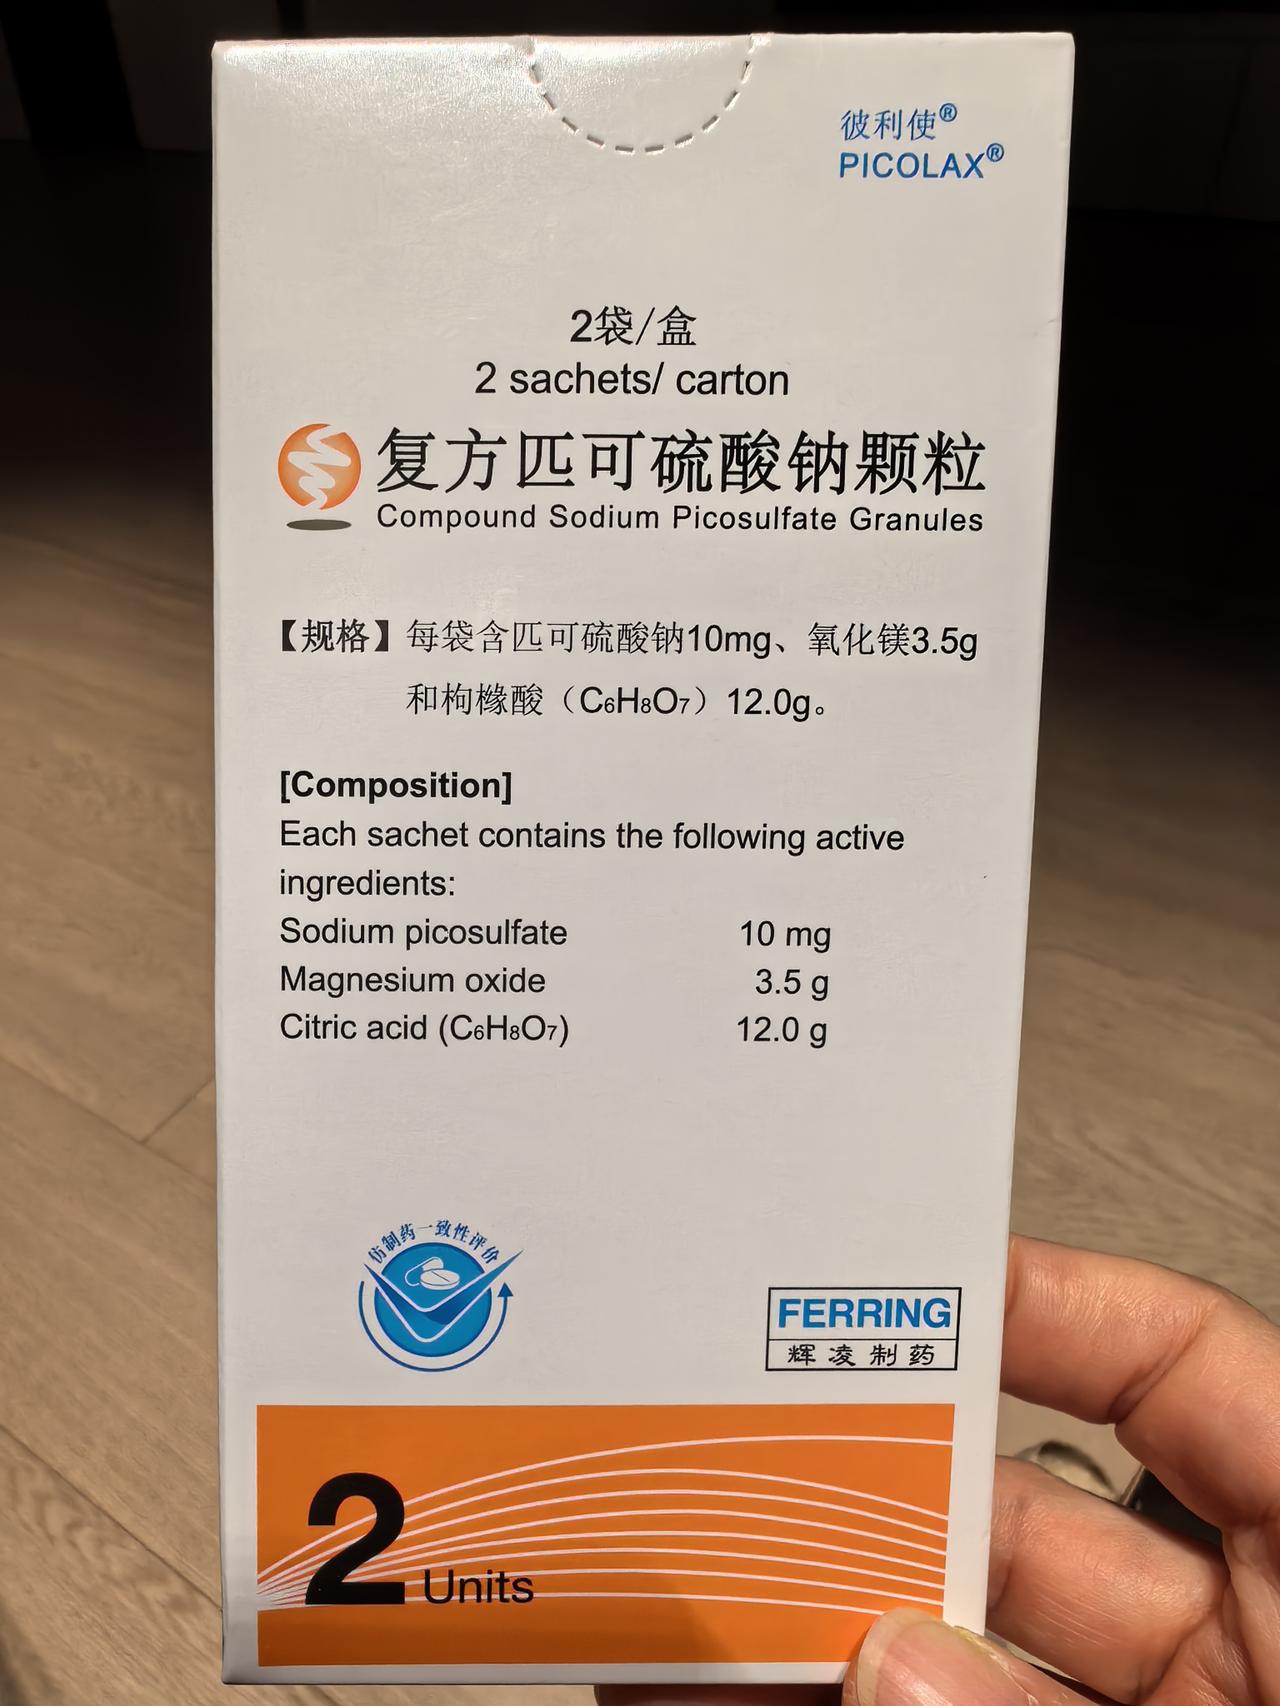 彼利使®
PICOLAX®
2袋/盒
2 sachets/ carton
复方匹可硫酸钠颗粒
Compound Sodium Picosulfate Granules
【规格】每袋含匹可硫酸钠10mg、氧化镁3.5g
和枸橼酸（C₆H₈O₇）12.0g。
[Composition]
Each sachet contains the following active
ingredients:
Sodium picosulfate 10 mg
Magnesium oxide 3.5 g
Citric acid (C₆H₈O₇) 12.0 g
仿制药一致性评价
FERRING
辉凌制药
2 Units